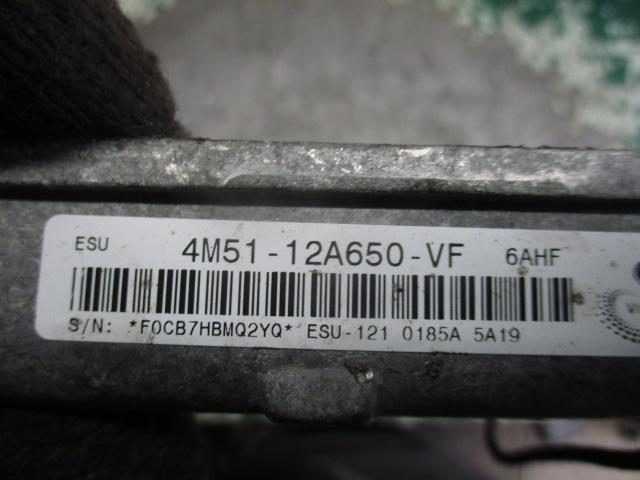 ESU 4M51-12A650-VF 6AHF
S/N: *F0CB7HBMQ2YQ* ESU-121 0185A 5A19